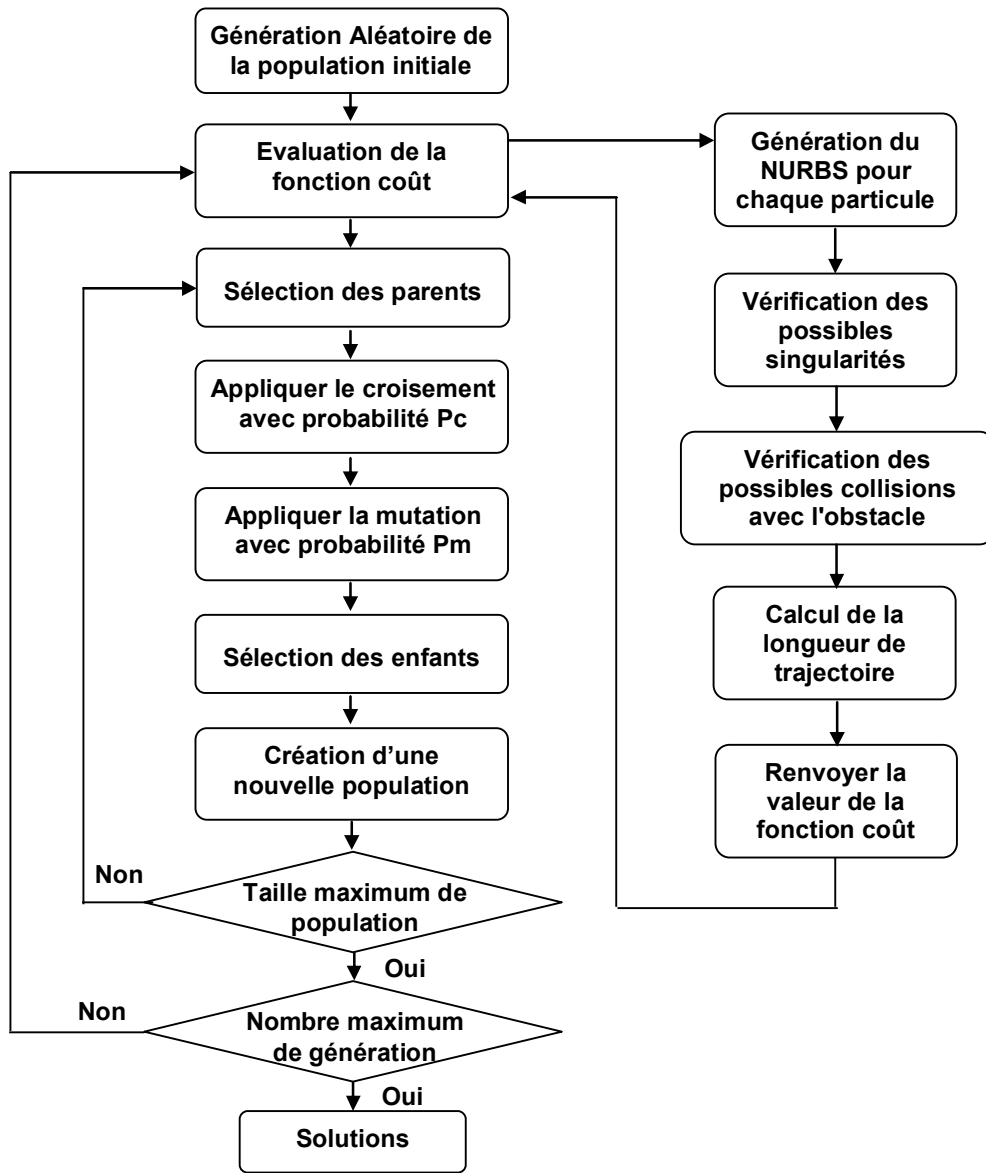 Génération Aléatoire de
la population initiale
Evaluation de la
fonction coût
Sélection des parents
Appliquer le croisement
avec probabilité Pc
Appliquer la mutation
avec probabilité Pm
Sélection des enfants
Création d’une
nouvelle population
Non
Taille maximum de
population
Oui
Non
Nombre maximum
de génération
Oui
Solutions
Génération du
NURBS pour
chaque particule
Vérification des
possibles
singularités
Vérification des
possibles collisions
avec l'obstacle
Calcul de la
longueur de
trajectoire
Renvoyer la
valeur de la
fonction coût